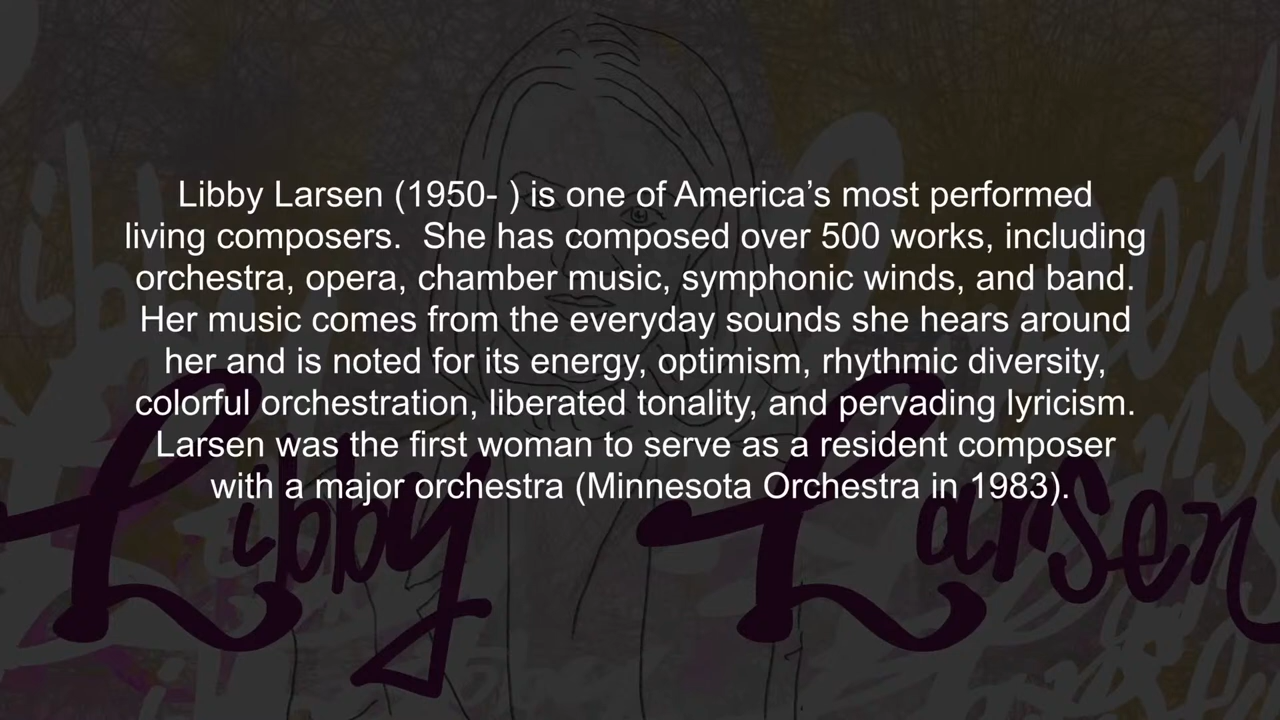 Libby Larsen (1950- ) is one of America's most performed
living composers.  She has composed over 500 works, including
orchestra, opera, chamber music, symphonic winds, and band.
Her music comes from the everyday sounds she hears around
her and is noted for its energy, optimism, rhythmic diversity,
colorful orchestration, liberated tonality, and pervading lyricism.
Larsen was the first woman to serve as a resident composer
with a major orchestra (Minnesota Orchestra in 1983).
Libby Larsen